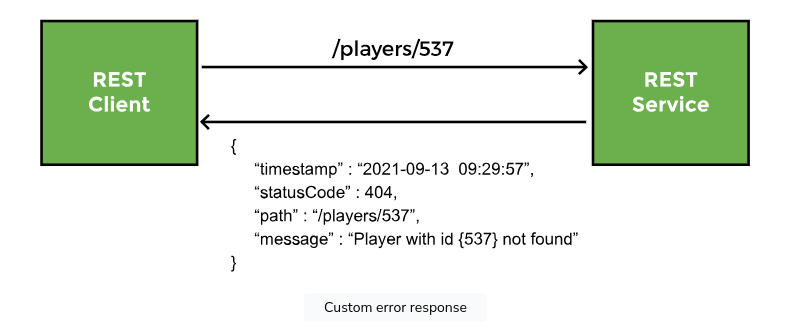 REST
Client
/players/537
REST
Service
{
“timestamp” : “2021-09-13  09:29:57”,
“statusCode” : 404,
“path” : “/players/537”,
“message” : “Player with id {537} not found”
}
Custom error response